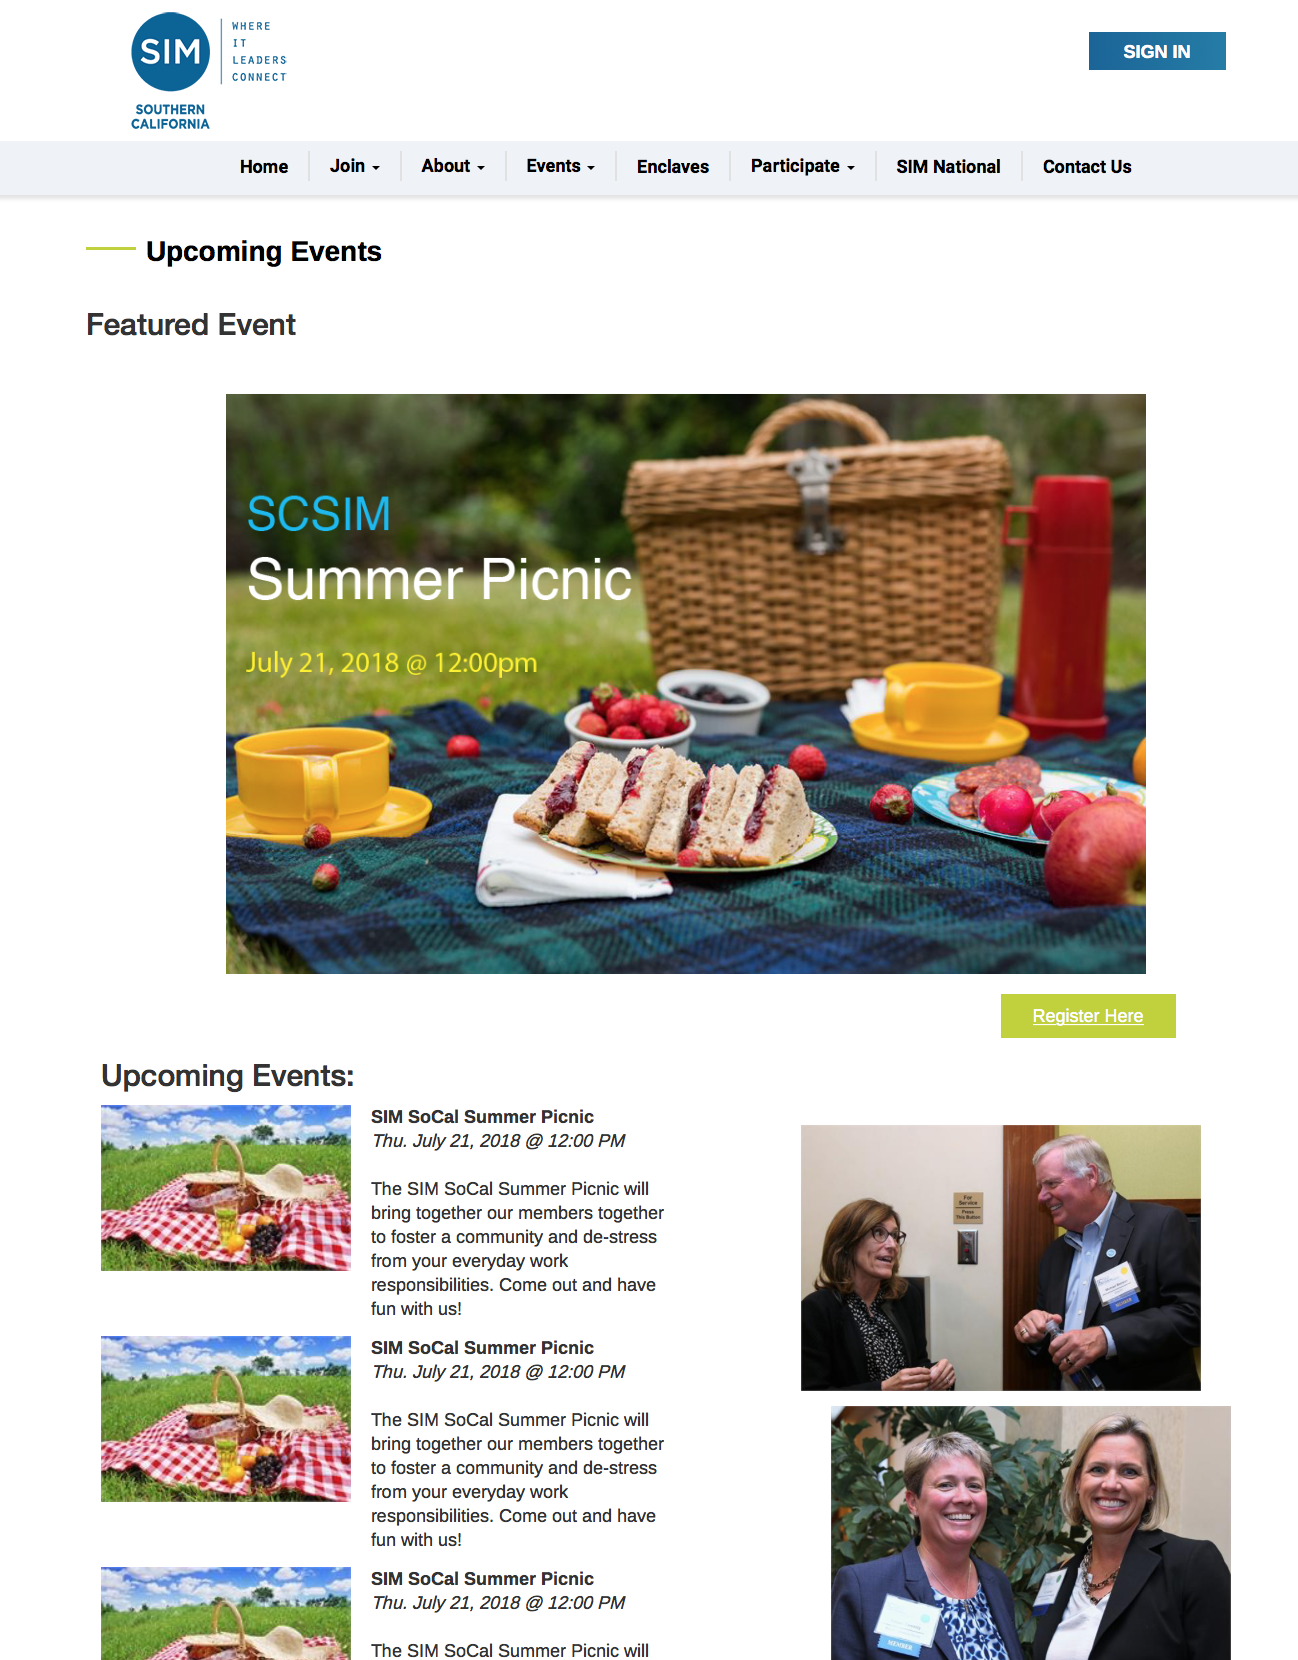 SIM
WHERE
IT
LEADERS
CONNECT
SOUTHERN
CALIFORNIA
SIGN IN
Home Join About Events Enclaves Participate SIM National Contact Us
Upcoming Events
Featured Event
SCSIM
Summer Picnic
July 21, 2018 @ 12:00pm
Register Here
Upcoming Events:
SIM SoCal Summer Picnic
Thu. July 21, 2018 @ 12:00 PM
The SIM SoCal Summer Picnic will
bring together our members together
to foster a community and de-stress
from your everyday work
responsibilities. Come out and have
fun with us!
SIM SoCal Summer Picnic
Thu. July 21, 2018 @ 12:00 PM
The SIM SoCal Summer Picnic will
bring together our members together
to foster a community and de-stress
from your everyday work
responsibilities. Come out and have
fun with us!
SIM SoCal Summer Picnic
Thu. July 21, 2018 @ 12:00 PM
The SIM SoCal Summer Picnic will
For
Service
Press
This Button
MEMBER